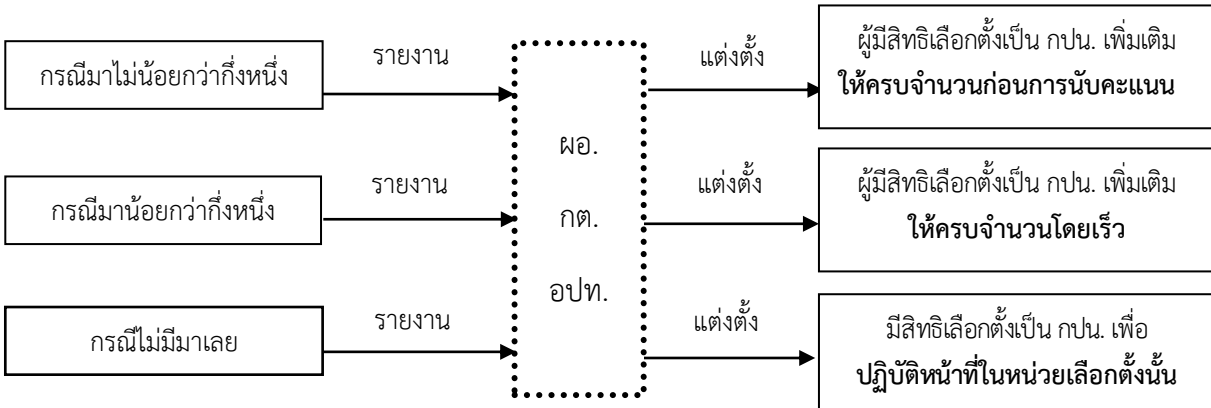 กรณีมาไม่น้อยกว่ากึ่งหนึ่ง
รายงาน
แต่งตั้ง
ผู้มีสิทธิเลือกตั้งเป็น กปน. เพิ่มเติม
ให้ครบจำนวนก่อนการนับคะแนน
กรณีมาน้อยกว่ากึ่งหนึ่ง
รายงาน
ผอ.
กต.
อปท.
แต่งตั้ง
ผู้มีสิทธิเลือกตั้งเป็น กปน. เพิ่มเติม
ให้ครบจำนวนโดยเร็ว
กรณีไม่มีมาเลย
รายงาน
แต่งตั้ง
มีสิทธิเลือกตั้งเป็น กปน. เพื่อ
ปฏิบัติหน้าที่ในหน่วยเลือกตั้งนั้น